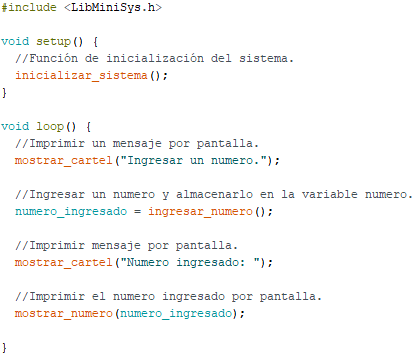 #include <LibMiniSys.h>
void setup() {
//Función de inicialización del sistema.
inicializar_sistema();
}
void loop() {
//Imprimir un mensaje por pantalla.
mostrar_cartel("Ingresar un numero.");
//Ingresar un numero y almacenarlo en la variable numero.
numero_ingresado = ingresar_numero();
//Imprimir mensaje por pantalla.
mostrar_cartel("Numero ingresado: ");
//Imprimir el numero ingresado por pantalla.
mostrar_numero(numero_ingresado);
}